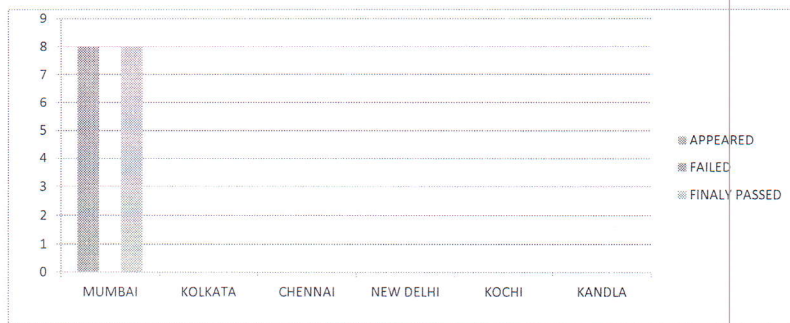 9
8
7
6
5
4
3
2
1
0
MUMBAI KOLKATA CHENNAI NEW DELHI KOCHI KANDLA
APPEARED
FAILED
FINALY PASSED